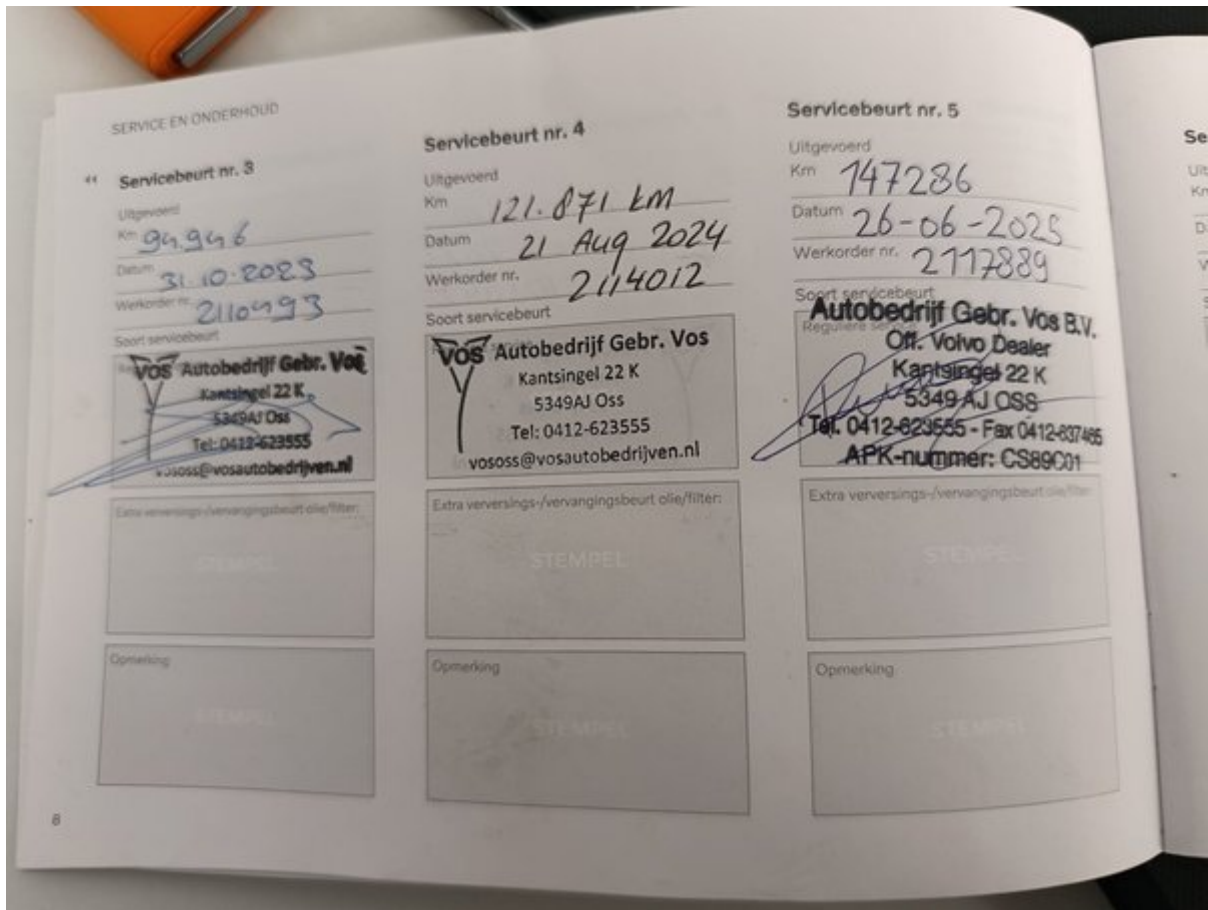 SERVICE EN ONDERHOUD
Servicebeurt nr. 3
Uitgevoerd
Km 94.946
Datum 31.10.2023
Werkorder nr. 2110493
Soort servicebeurt
VOS Autobedrijf Gebr. Vos
Kantsingel 22 K
5349AJ Oss
Tel: 0412-623555
vososs@vosautobedrijven.nl
Extra verversings-/vervangingsbeurt olie/filter:
STEMPEL
Opmerking
STEMPEL
8
Servicebeurt nr. 4
Uitgevoerd
Km 121.871 km
Datum 21 Aug 2024
Werkorder nr. 2114012
Soort servicebeurt
VOS Autobedrijf Gebr. Vos
Kantsingel 22 K
5349AJ Oss
Tel: 0412-623555
vososs@vosautobedrijven.nl
Extra verversings-/vervangingsbeurt olie/filter:
STEMPEL
Opmerking
STEMPEL
Servicebeurt nr. 5
Uitgevoerd
Km 147286
Datum 26-06-2025
Werkorder nr. 2117889
Soort servicebeurt
Reguliere service
Autobedrijf Gebr. Vos B.V.
Off. Volvo Dealer
Kantsingel 22 K
5349 AJ OSS
Tel. 0412-623555 - Fax 0412-637465
APK-nummer: CS89C01
Extra verversings-/vervangingsbeurt olie/filter:
STEMPEL
Opmerking
STEMPEL
Se